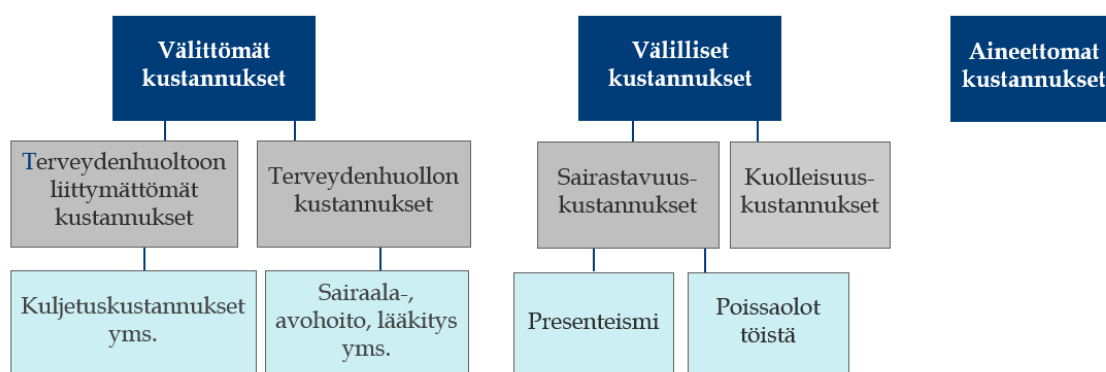 Välittömät
kustannukset
Välilliset
kustannukset
Aineettomat
kustannukset
Terveydenhuoltoon
liittymättömät
kustannukset
Terveydenhuollon
kustannukset
Sairastavuus-
kustannukset
Kuolleisuus-
kustannukset
Kuljetuskustannukset
yms.
Sairaala-,
avohoito, lääkitys
yms.
Presenteismi
Poissaolot
töistä